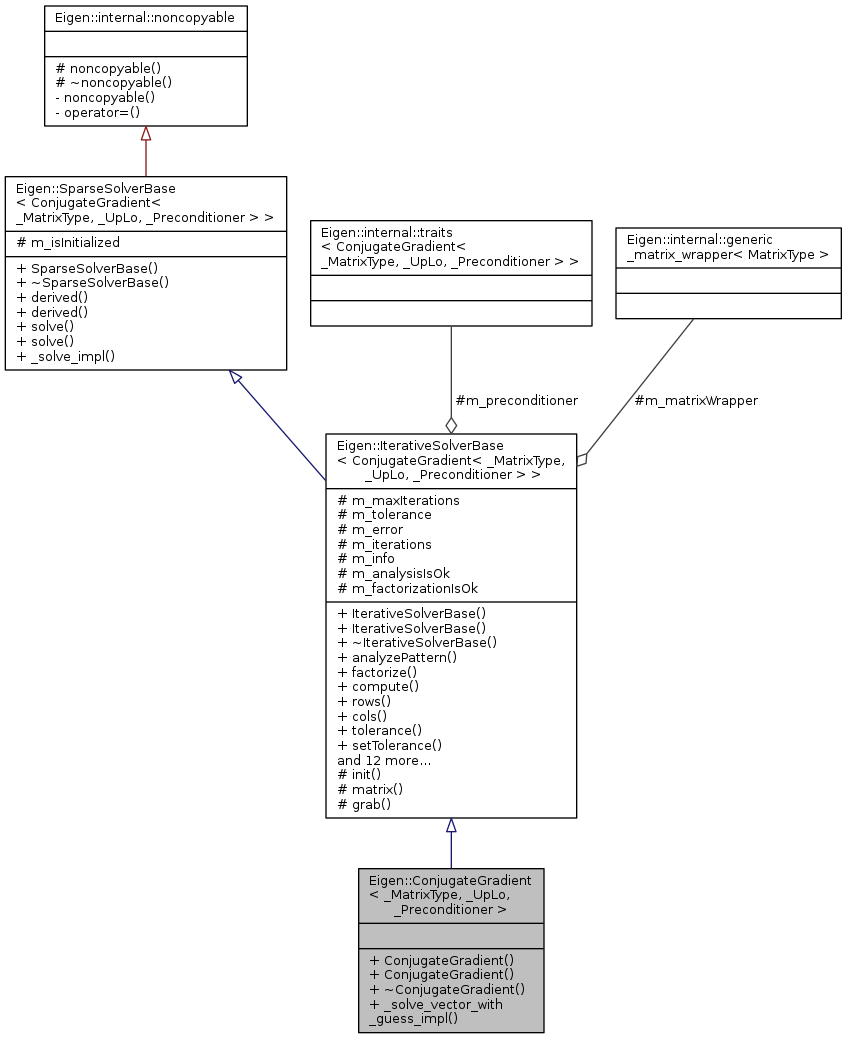 Eigen::internal::noncopyable
# noncopyable()
# ~noncopyable()
- noncopyable()
- operator=()
Eigen::SparseSolverBase
< ConjugateGradient<
_MatrixType, _UpLo, _Preconditioner > >
# m_isInitialized
+ SparseSolverBase()
+ ~SparseSolverBase()
+ derived()
+ derived()
+ solve()
+ solve()
+ _solve_impl()
Eigen::internal::traits
< ConjugateGradient<
_MatrixType, _UpLo, _Preconditioner > >
Eigen::internal::generic
_matrix_wrapper< MatrixType >
#m_preconditioner
#m_matrixWrapper
Eigen::IterativeSolverBase
< ConjugateGradient< _MatrixType,
_UpLo, _Preconditioner > >
# m_maxIterations
# m_tolerance
# m_error
# m_iterations
# m_info
# m_analysisIsOk
# m_factorizationIsOk
+ IterativeSolverBase()
+ IterativeSolverBase()
+ ~IterativeSolverBase()
+ analyzePattern()
+ factorize()
+ compute()
+ rows()
+ cols()
+ tolerance()
+ setTolerance()
and 12 more...
# init()
# matrix()
# grab()
Eigen::ConjugateGradient
< _MatrixType, _UpLo,
_Preconditioner >
+ ConjugateGradient()
+ ConjugateGradient()
+ ~ConjugateGradient()
+ _solve_vector_with
_guess_impl()